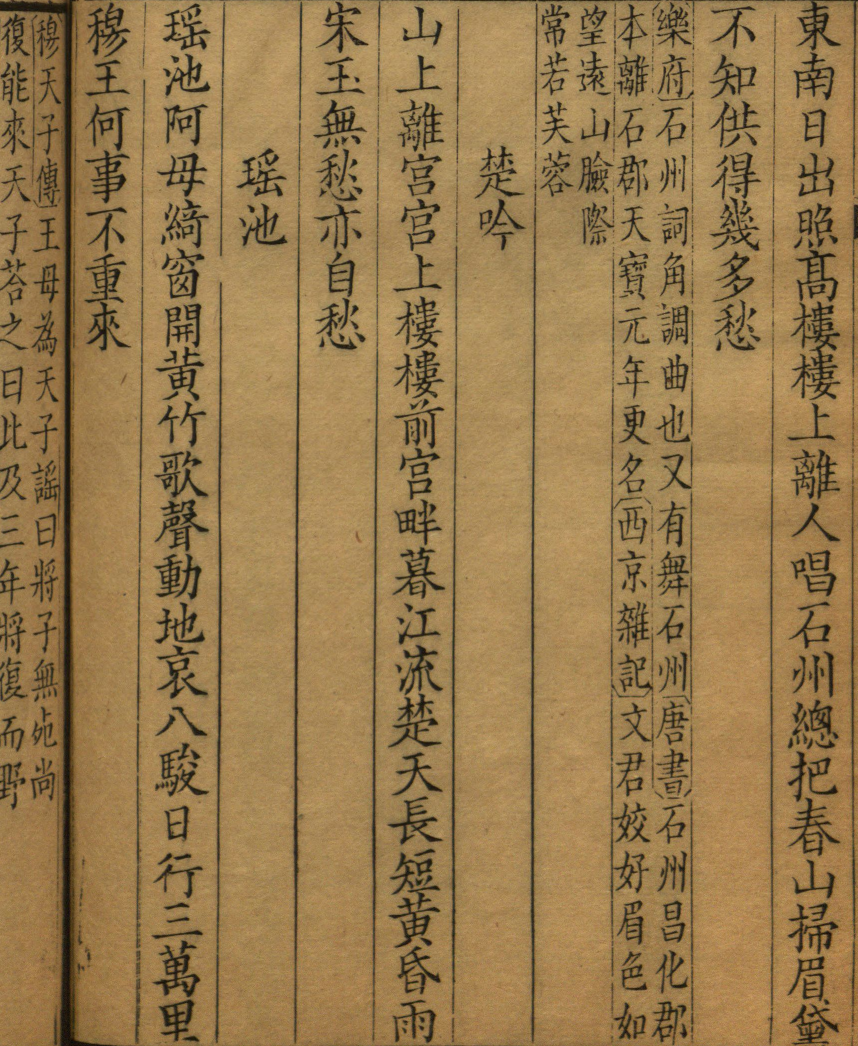 東南日出照髙樓樓上離人唱石州總把春山掃眉黛
不知供得幾多愁
樂府石州詞角調曲也又有舞石州唐書石州昌化郡
本離石郡天寶元年更名西京雜記文君姣好眉色如
望遠山臉際
常若芙蓉
楚吟
山上離宮宮上樓樓前宮畔暮江流楚天長短黄昏雨
宋玉無愁亦自愁
瑶池
瑶池阿母綺窗開黄竹歌聲動地哀八駿日行三萬里
穆王何事不重來
穆天子傳王母為天子謠曰將子無死尚
復能來天子荅之曰比及三年將復而野